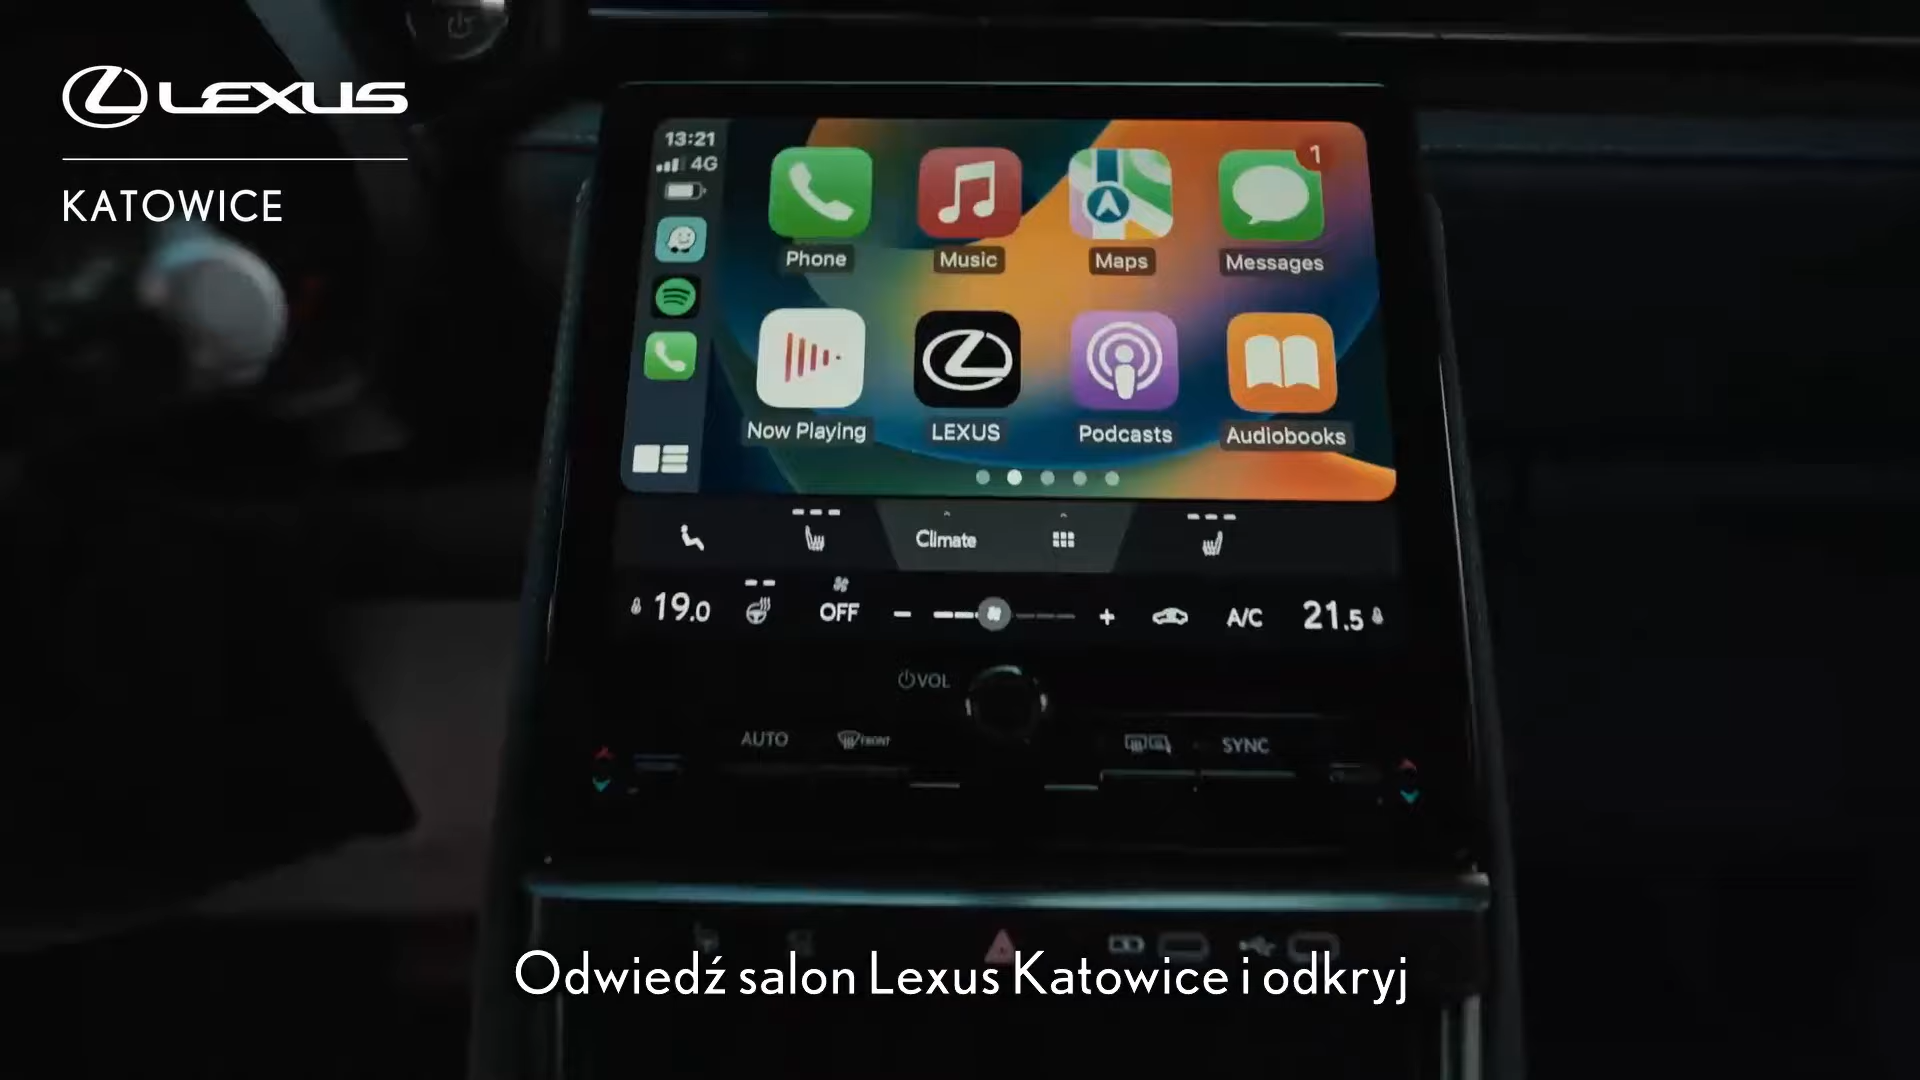 LEXUS
KATOWICE
13:21
4G
1
Phone
Music
Maps
Messages
Now Playing
LEXUS
Podcasts
Audiobooks
Climate
19.0
OFF
A/C
21.5
VOL
AUTO
FRONT
SYNC
Odwiedź salon Lexus Katowice i odkryj